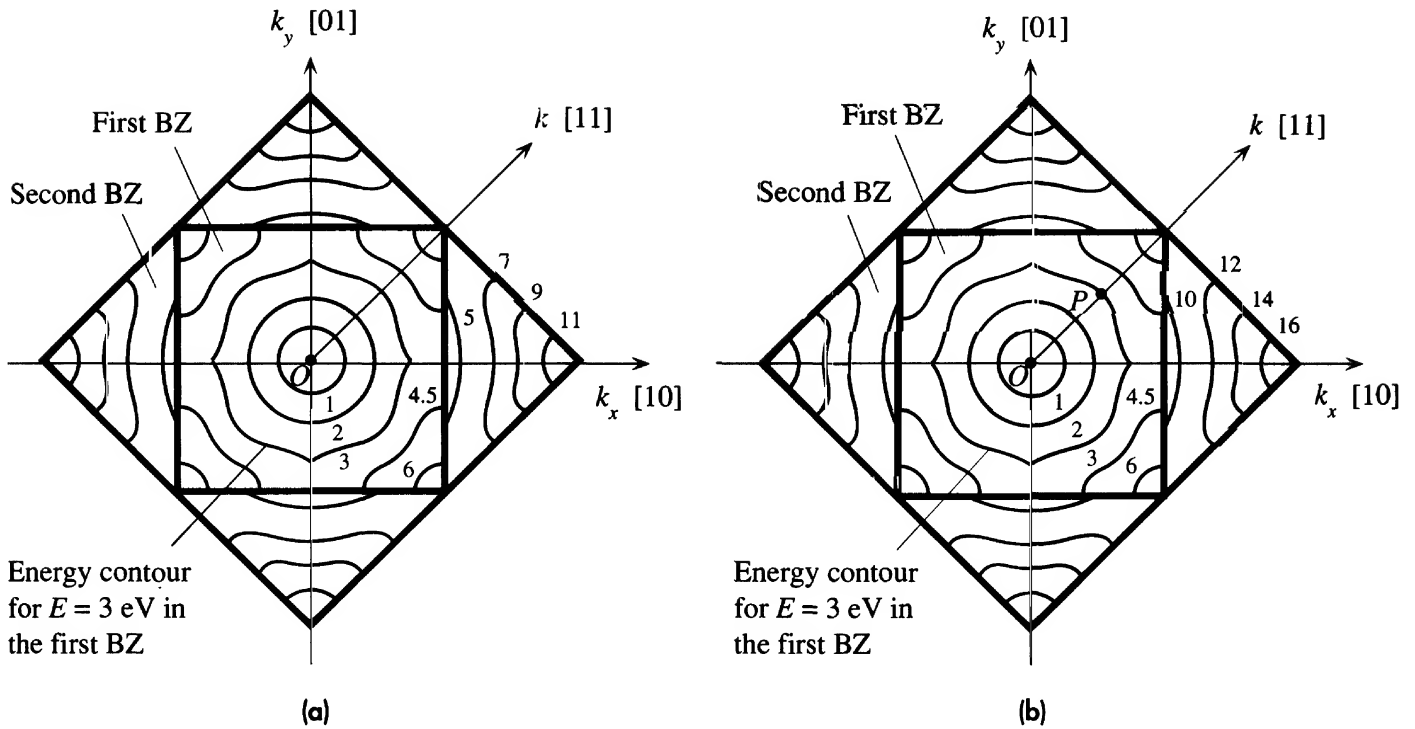 k_y [01]
k [11]
First BZ
Second BZ
7
9
11
5
O
k_x [10]
4.5
1
2
3
6
Energy contour
for E = 3 eV in
the first BZ
(a)
k_y [01]
k [11]
First BZ
Second BZ
12
14
16
10
P
O
k_x [10]
4.5
1
2
3
6
Energy contour
for E = 3 eV in
the first BZ
(b)